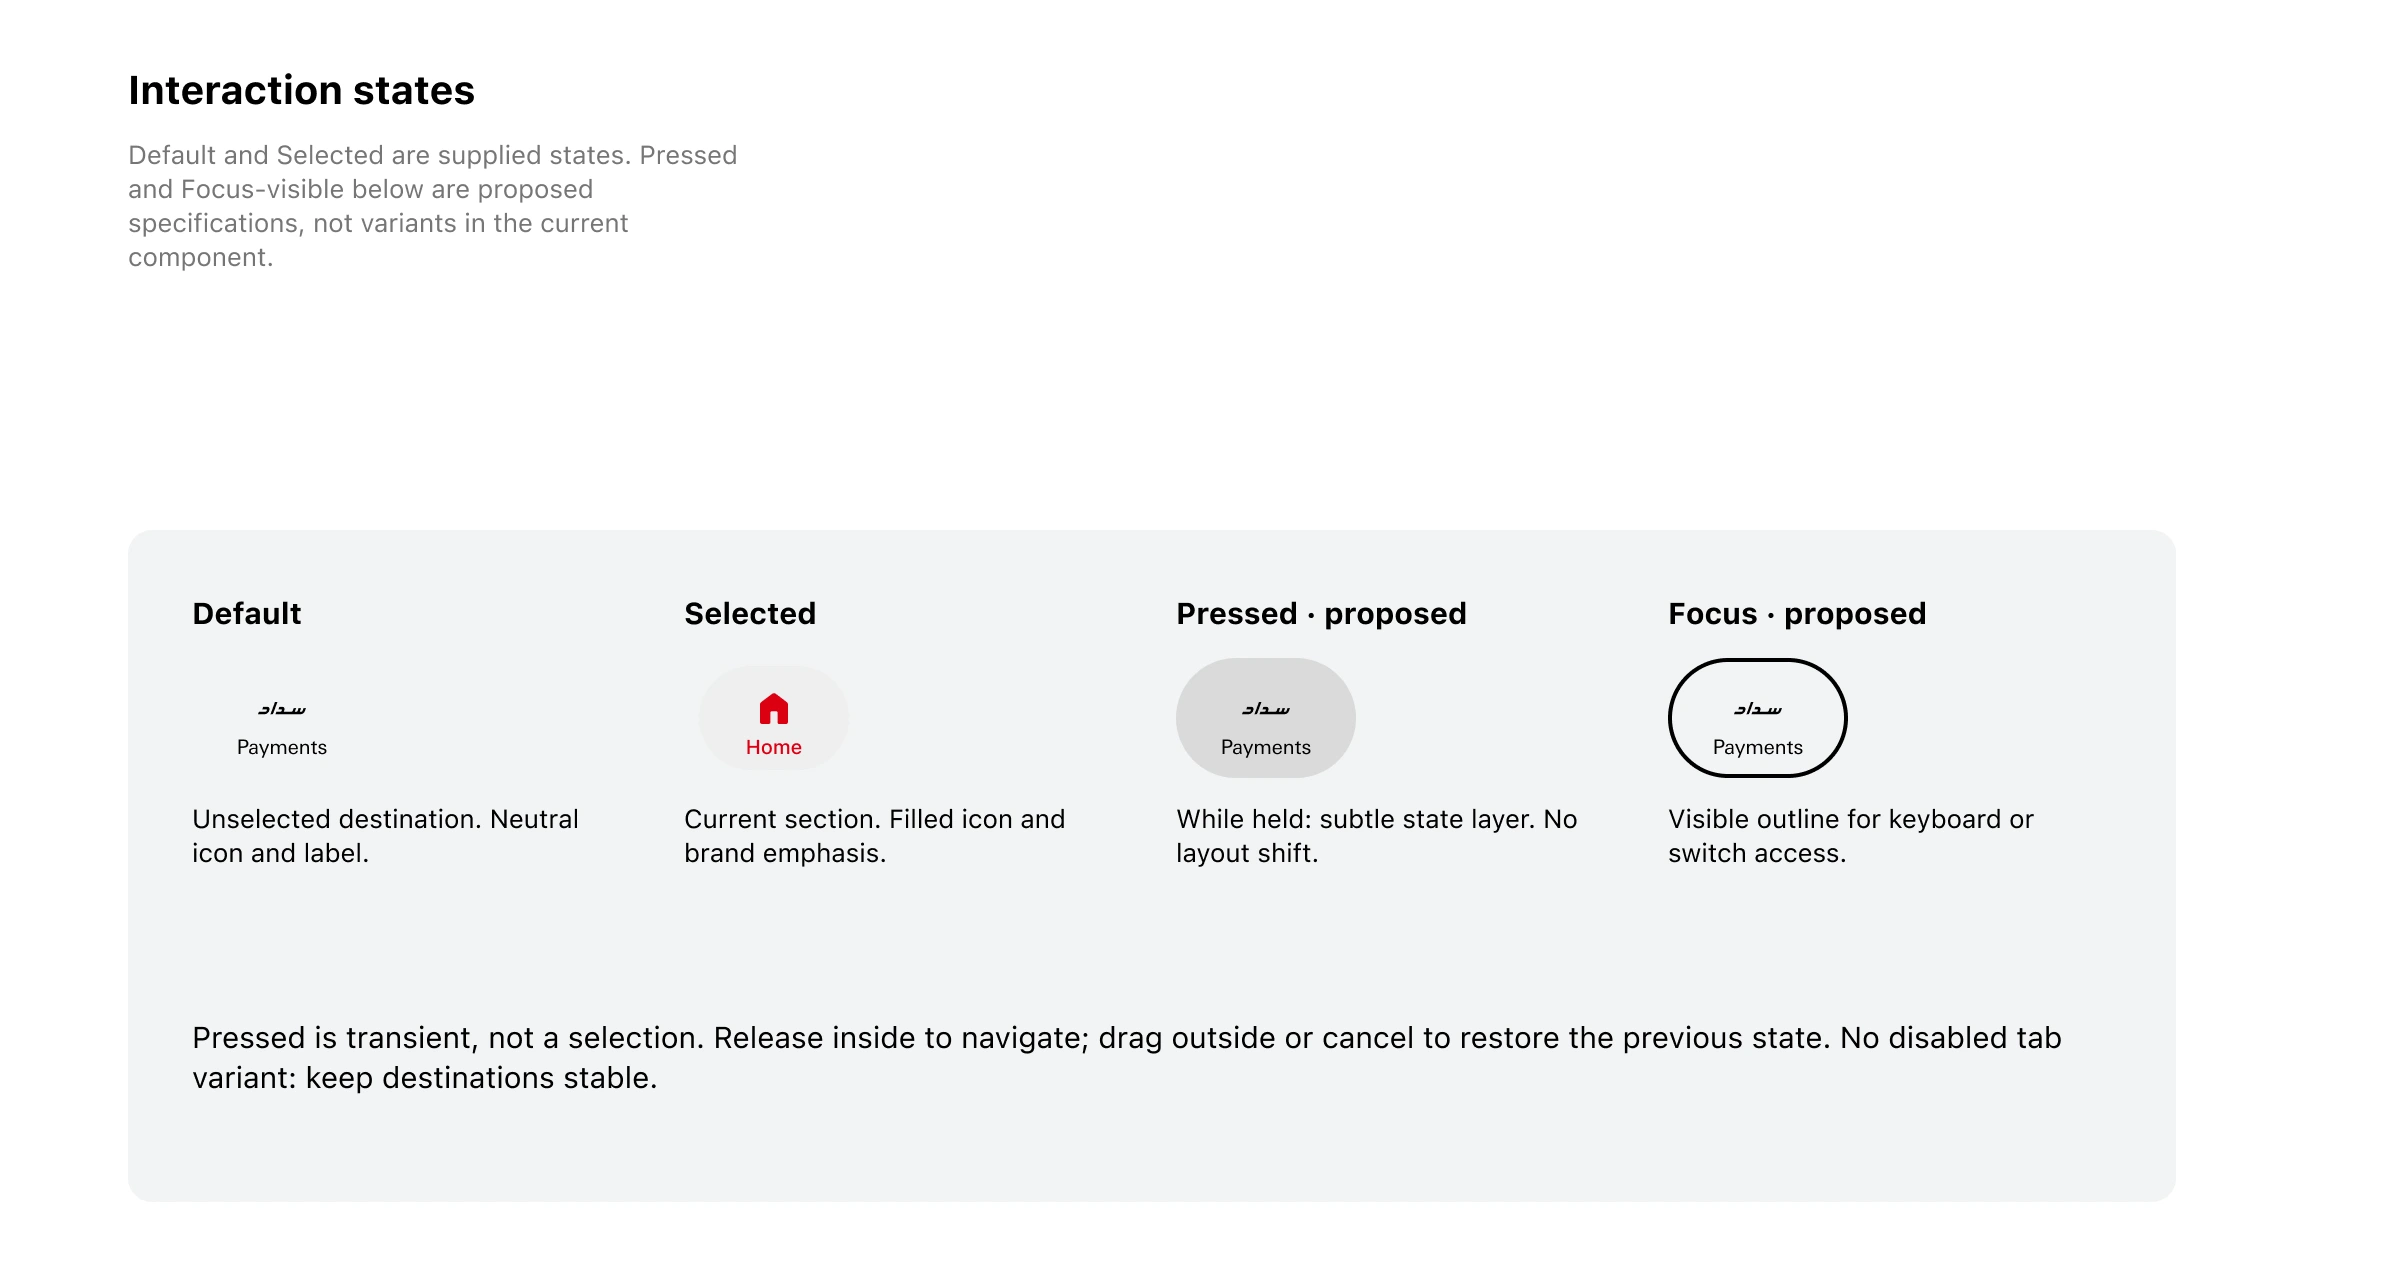 Interaction states
Default and Selected are supplied states. Pressed
and Focus-visible below are proposed
specifications, not variants in the current
component.
Default
سداد
Payments
Unselected destination. Neutral
icon and label.
Selected
Home
Current section. Filled icon and
brand emphasis.
Pressed · proposed
سداد
Payments
While held: subtle state layer. No
layout shift.
Focus · proposed
سداد
Payments
Visible outline for keyboard or
switch access.
Pressed is transient, not a selection. Release inside to navigate; drag outside or cancel to restore the previous state. No disabled tab
variant: keep destinations stable.